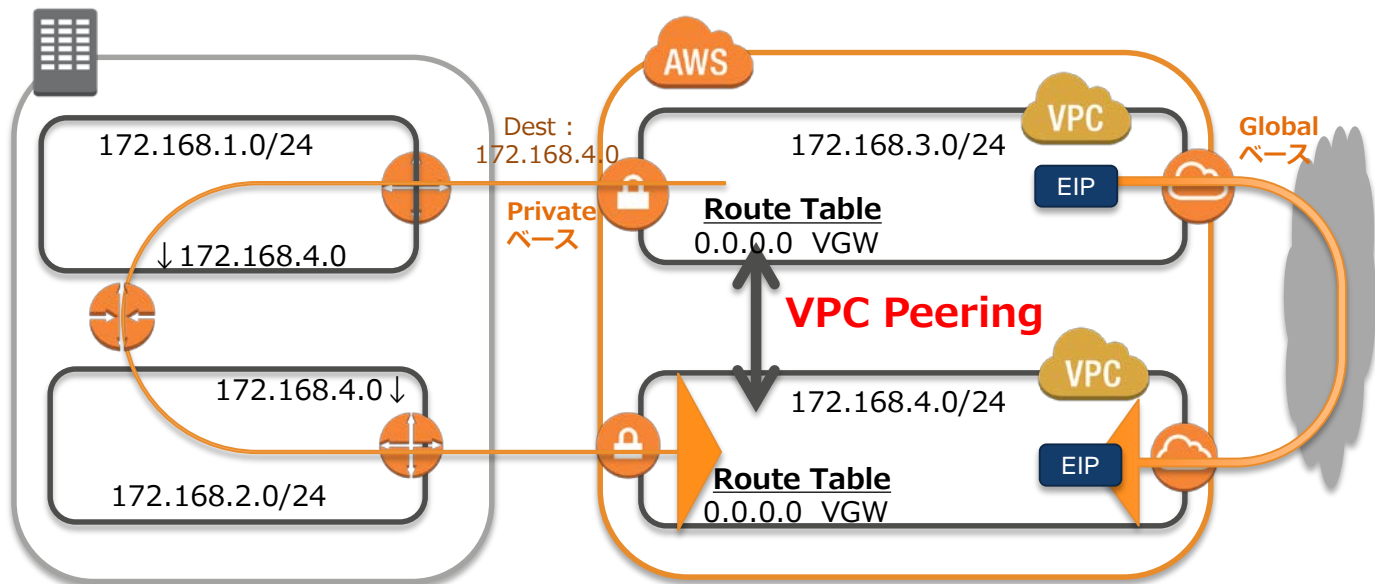 AWS
172.168.1.0/24
Dest :
172.168.4.0
VPC
172.168.3.0/24
Global
ベース
EIP
Private
ベース
Route Table
0.0.0.0 VGW
↓172.168.4.0
VPC Peering
172.168.4.0↓
VPC
172.168.4.0/24
EIP
Route Table
0.0.0.0 VGW
172.168.2.0/24